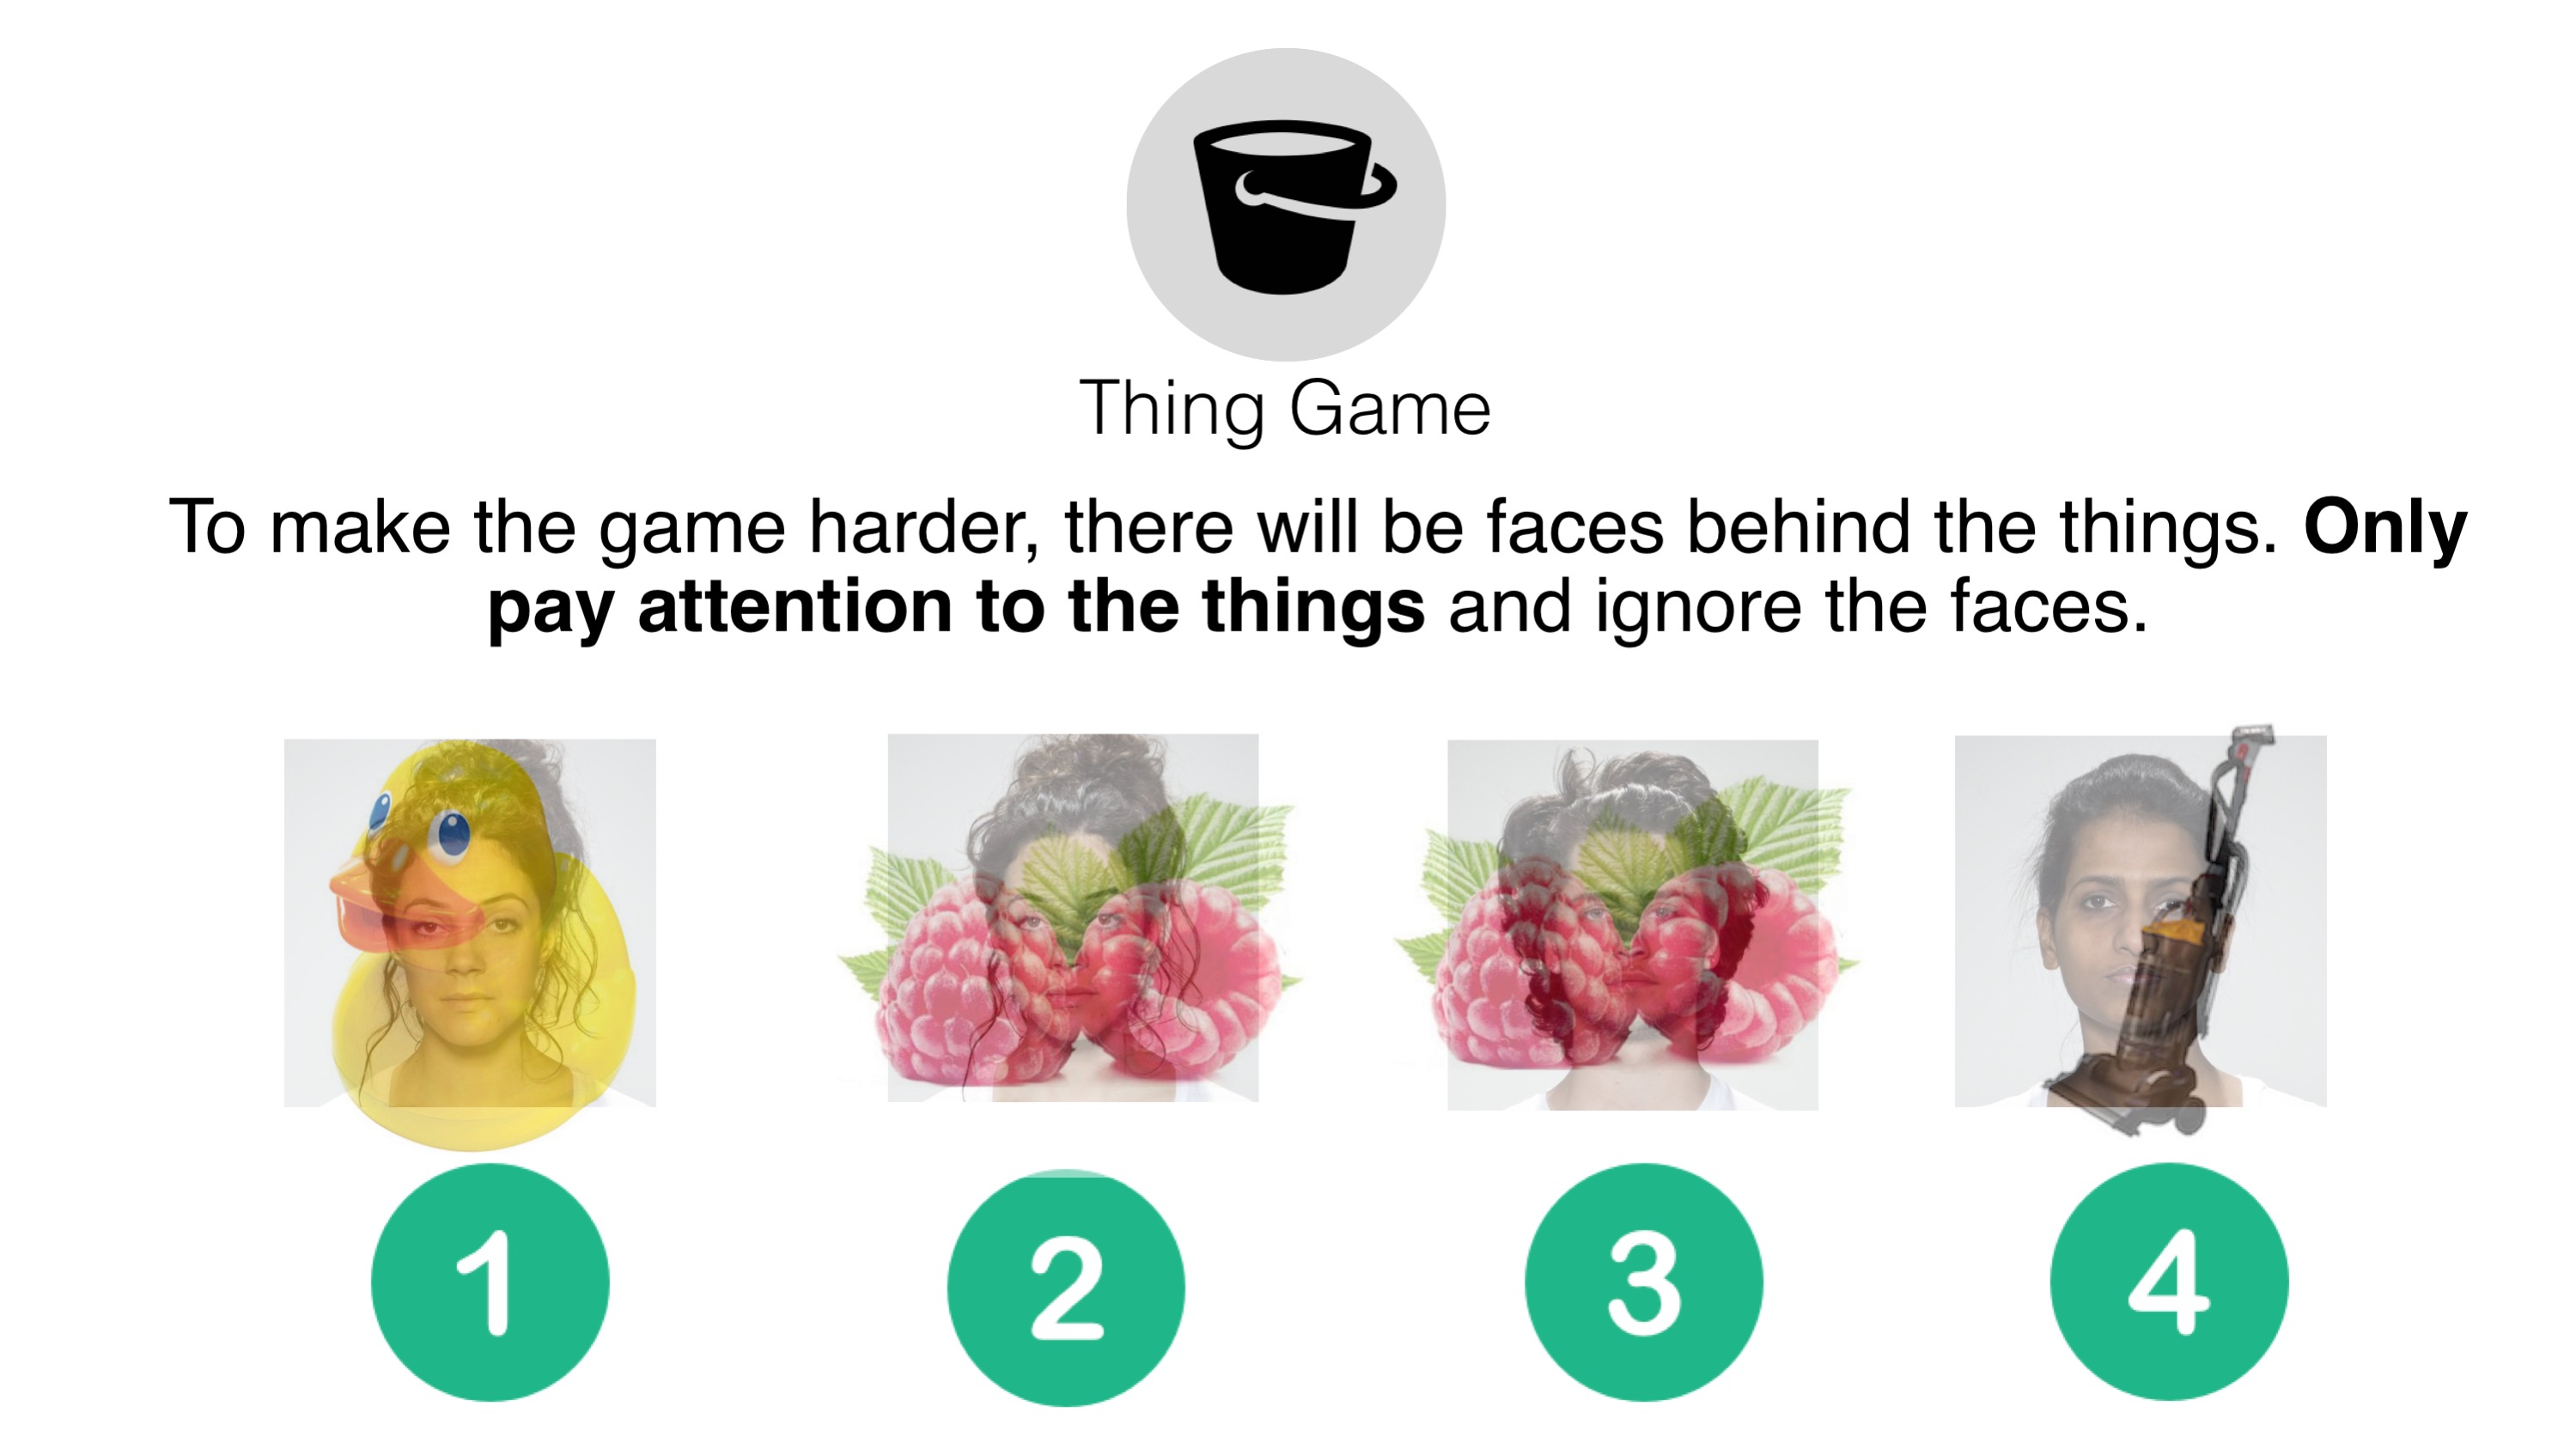 Thing Game
To make the game harder, there will be faces behind the things. Only
pay attention to the things and ignore the faces.
1 2 3 4